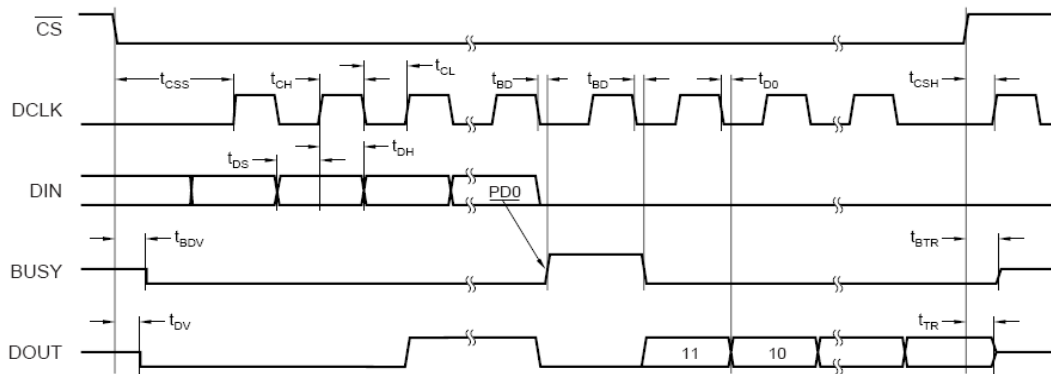 CS
tCSS tCH tCL tBD tBD tD0 tCSH
DCLK
tDS tDH
DIN
PD0
tBDV tBTR
BUSY
tDV tTR
DOUT 11 10